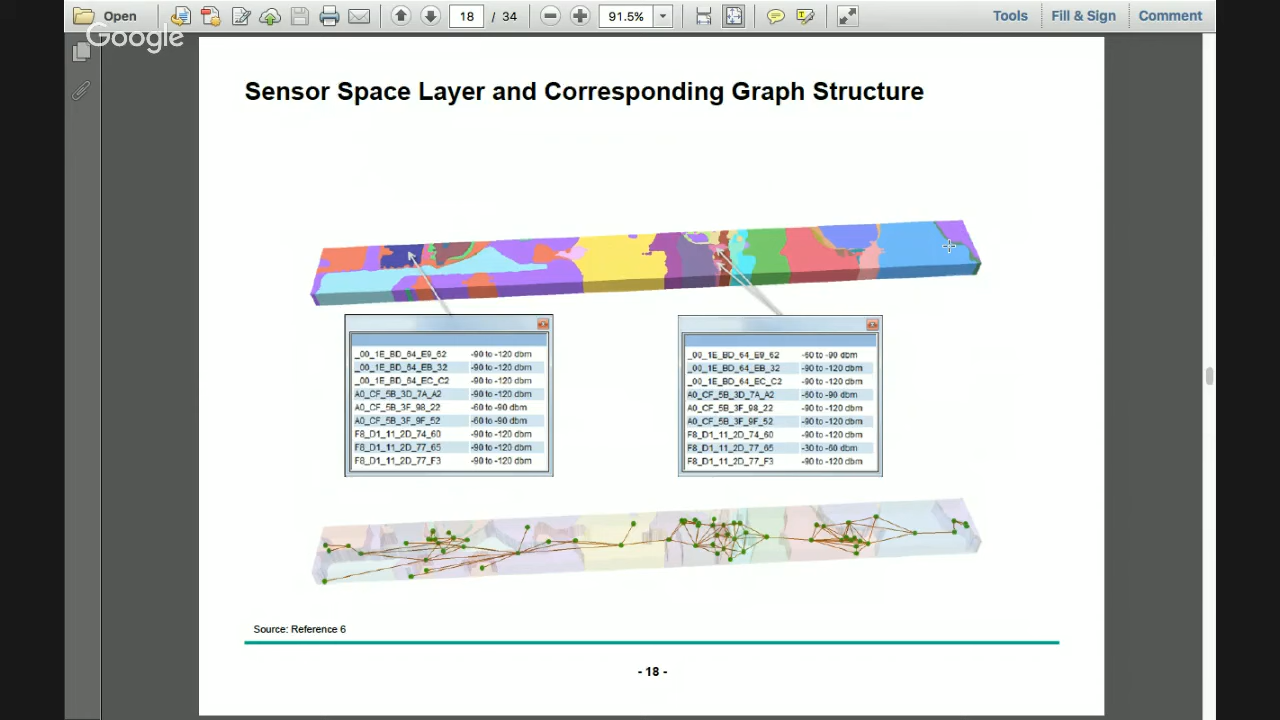 Open
18 / 34
91.5%
Tools
Fill & Sign
Comment
Google
Sensor Space Layer and Corresponding Graph Structure
_00_1E_BD_64_E9_62 -90 to -120 dbm
_00_1E_BD_64_EB_32 -90 to -120 dbm
_00_1E_BD_64_EC_C2 -90 to -120 dbm
A0_CF_5B_3D_7A_A2 -90 to -120 dbm
A0_CF_5B_3F_98_22 -60 to -90 dbm
A0_CF_5B_3F_9F_52 -60 to -90 dbm
F8_D1_11_2D_74_60 -90 to -120 dbm
F8_D1_11_2D_77_65 -90 to -120 dbm
F8_D1_11_2D_77_F3 -90 to -120 dbm
_00_1E_BD_64_E9_62 -60 to -90 dbm
_00_1E_BD_64_EB_32 -90 to -120 dbm
_00_1E_BD_64_EC_C2 -90 to -120 dbm
A0_CF_5B_3D_7A_A2 -60 to -90 dbm
A0_CF_5B_3F_98_22 -90 to -120 dbm
A0_CF_5B_3F_9F_52 -90 to -120 dbm
F8_D1_11_2D_74_60 -90 to -120 dbm
F8_D1_11_2D_77_65 -30 to -60 dbm
F8_D1_11_2D_77_F3 -90 to -120 dbm
Source: Reference 6
- 18 -